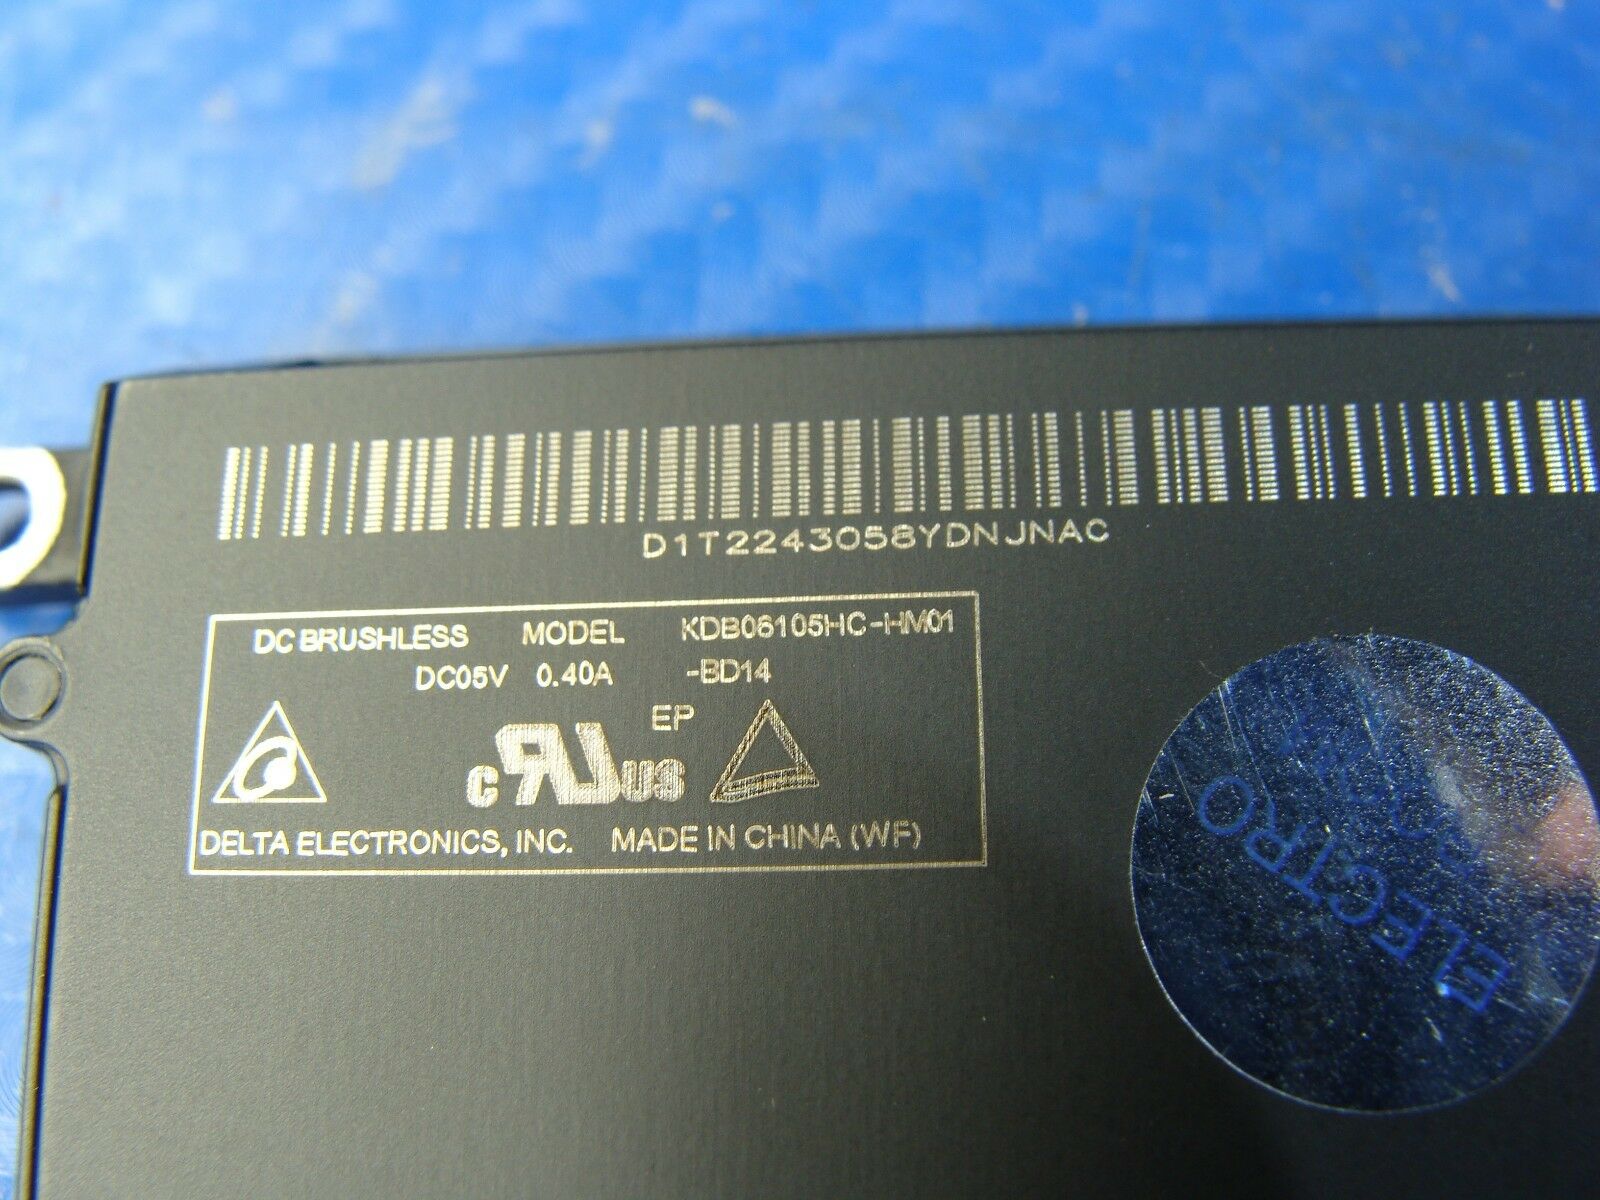 D1T2243058YDNJNAC
DC BRUSHLESS MODEL KDB06105HC-HM01
DC05V 0.40A -BD14
EP
c RU US
DELTA ELECTRONICS, INC. MADE IN CHINA (WF)
ELECTRO